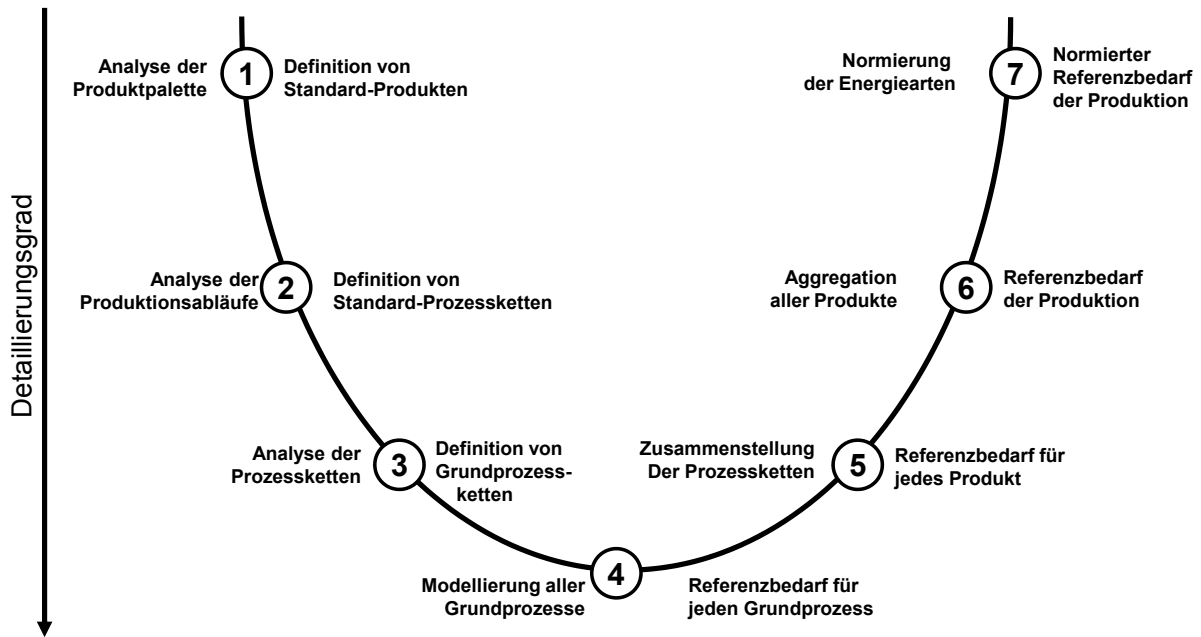 Detaillierungsgrad
Analyse der
Produktpalette
1
Definition von
Standard-Produkten
Analyse der
Produktionsabläufe
2
Definition von
Standard-Prozessketten
Analyse der
Prozessketten
3
Definition von
Grundprozess-
ketten
Modellierung aller
Grundprozesse
4
Referenzbedarf für
jeden Grundprozess
Zusammenstellung
Der Prozessketten
5
Referenzbedarf für
jedes Produkt
Aggregation
aller Produkte
6
Referenzbedarf
der Produktion
Normierung
der Energiearten
7
Normierter
Referenzbedarf
der Produktion